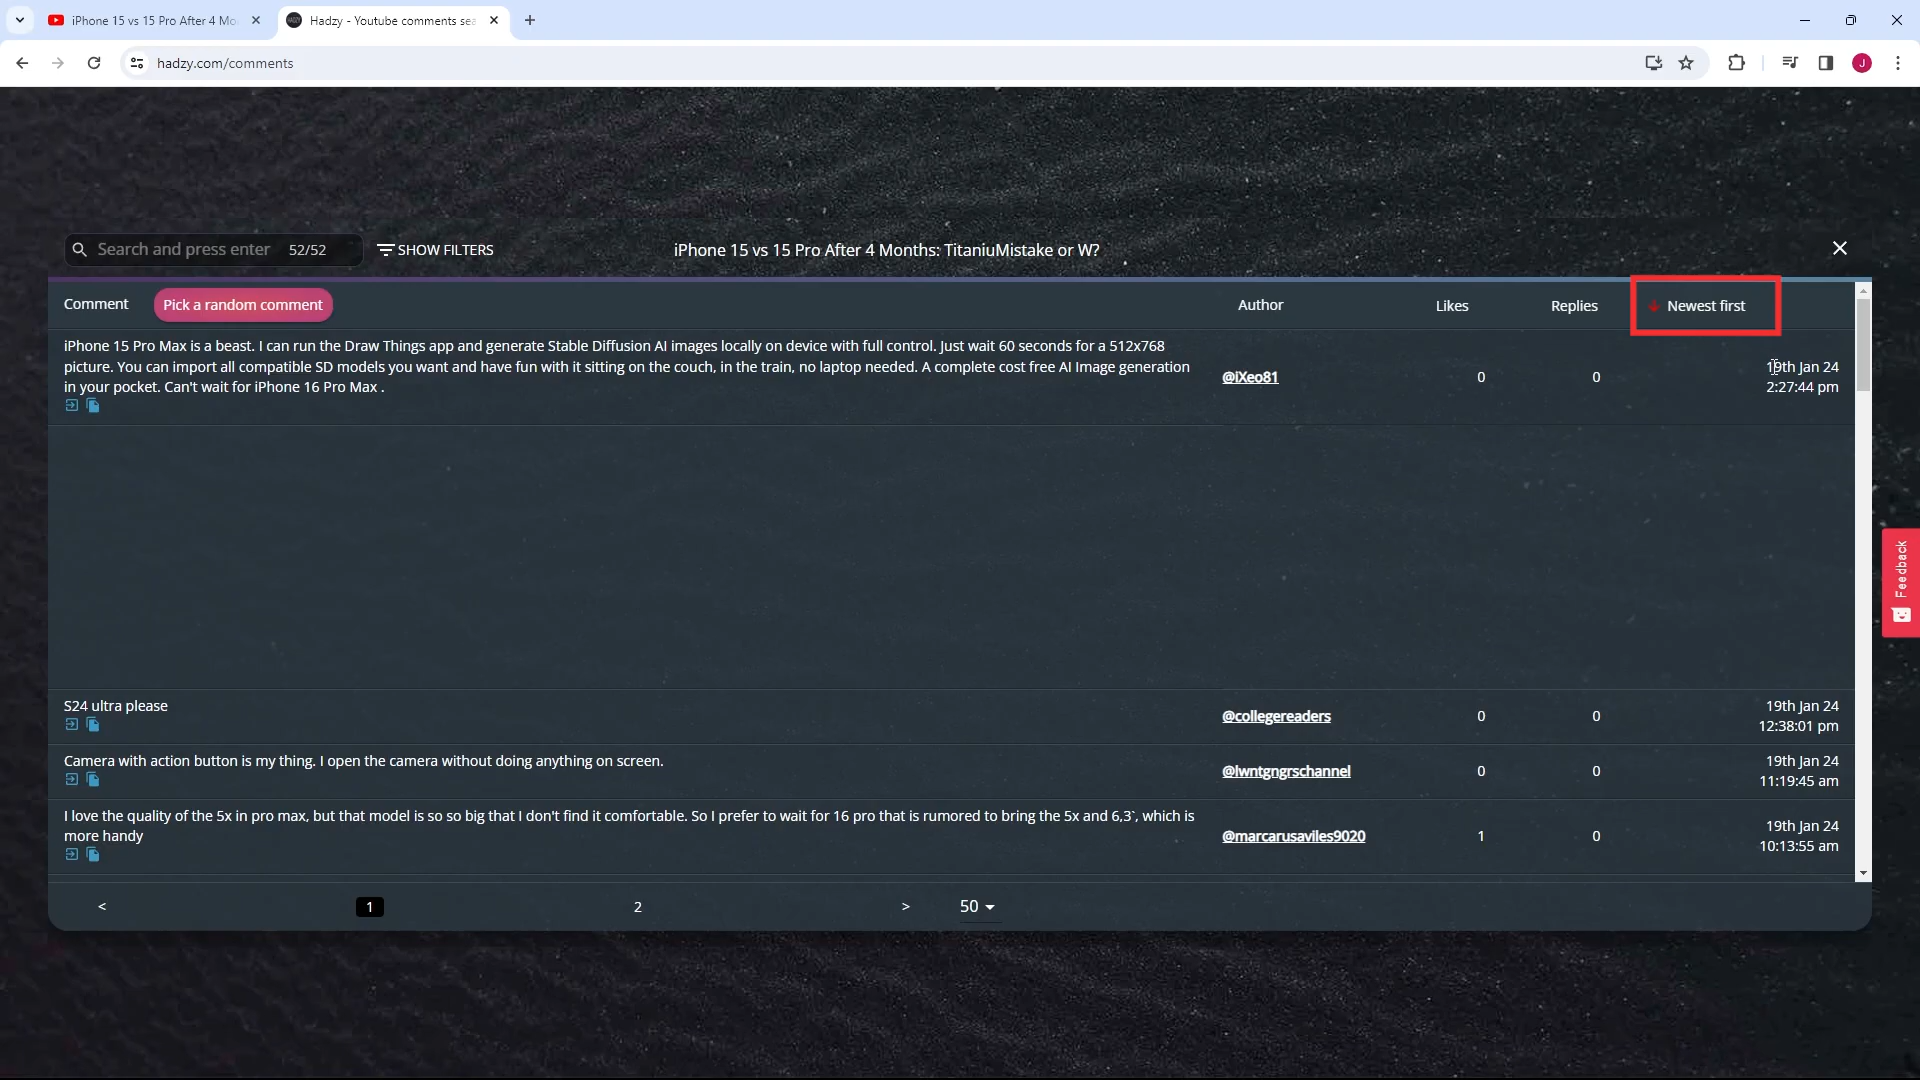 iPhone 15 vs 15 Pro After 4 Mo
Hadzy - Youtube comments sea
hadzy.com/comments
J
Search and press enter 52/52
SHOW FILTERS
iPhone 15 vs 15 Pro After 4 Months: TitaniuMistake or W?
Comment
Pick a random comment
Author
Likes
Replies
Newest first
iPhone 15 Pro Max is a beast. I can run the Draw Things app and generate Stable Diffusion AI images locally on device with full control. Just wait 60 seconds for a 512x768
picture. You can import all compatible SD models you want and have fun with it sitting on the couch, in the train, no laptop needed. A complete cost free AI Image generation
in your pocket. Can't wait for iPhone 16 Pro Max .
@iXeo81
0
0
19th Jan 24
2:27:44 pm
S24 ultra please
@collegereaders
0
0
19th Jan 24
12:38:01 pm
Camera with action button is my thing. I open the camera without doing anything on screen.
@lwntgngrschannel
0
0
19th Jan 24
11:19:45 am
I love the quality of the 5x in pro max, but that model is so so big that I don't find it comfortable. So I prefer to wait for 16 pro that is rumored to bring the 5x and 6,3`, which is
more handy
@marcarusaviles9020
1
0
19th Jan 24
10:13:55 am
<
1
2
>
50
Feedback